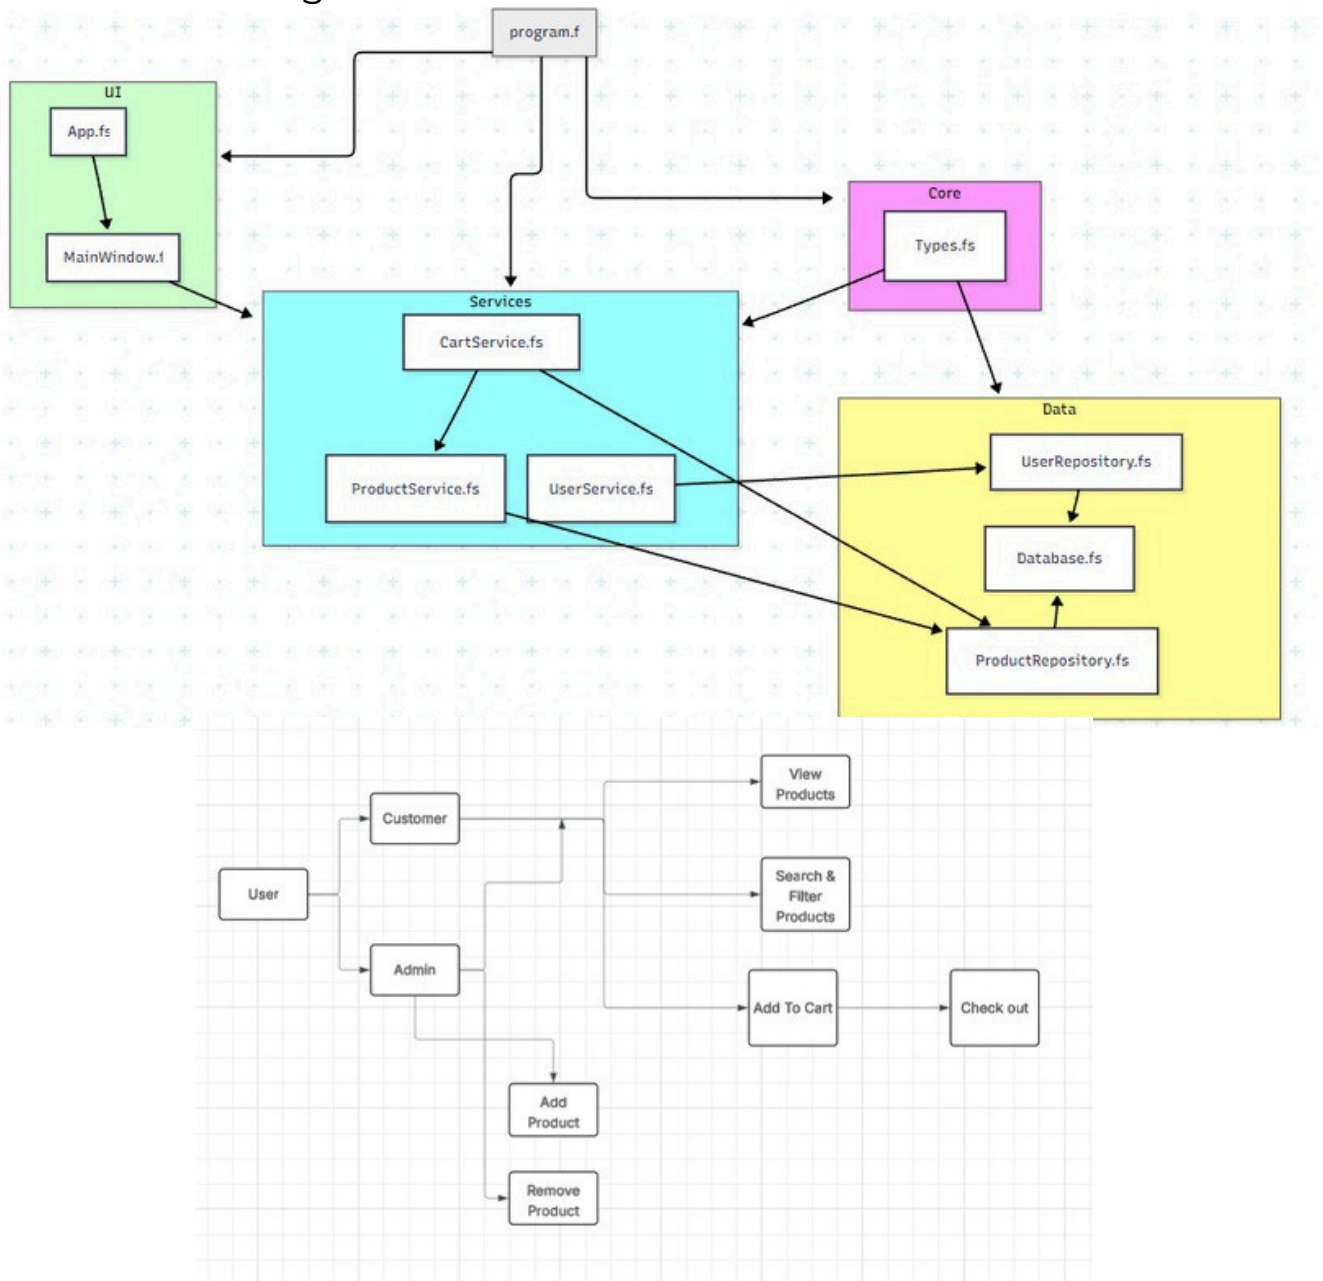 program.f
UI
App.fs
MainWindow.f
Core
Types.fs
Services
CartService.fs
ProductService.fs
UserService.fs
Data
UserRepository.fs
Database.fs
ProductRepository.fs
View
Products
Customer
Search &
Filter
Products
User
Admin
Add To Cart
Check out
Add
Product
Remove
Product